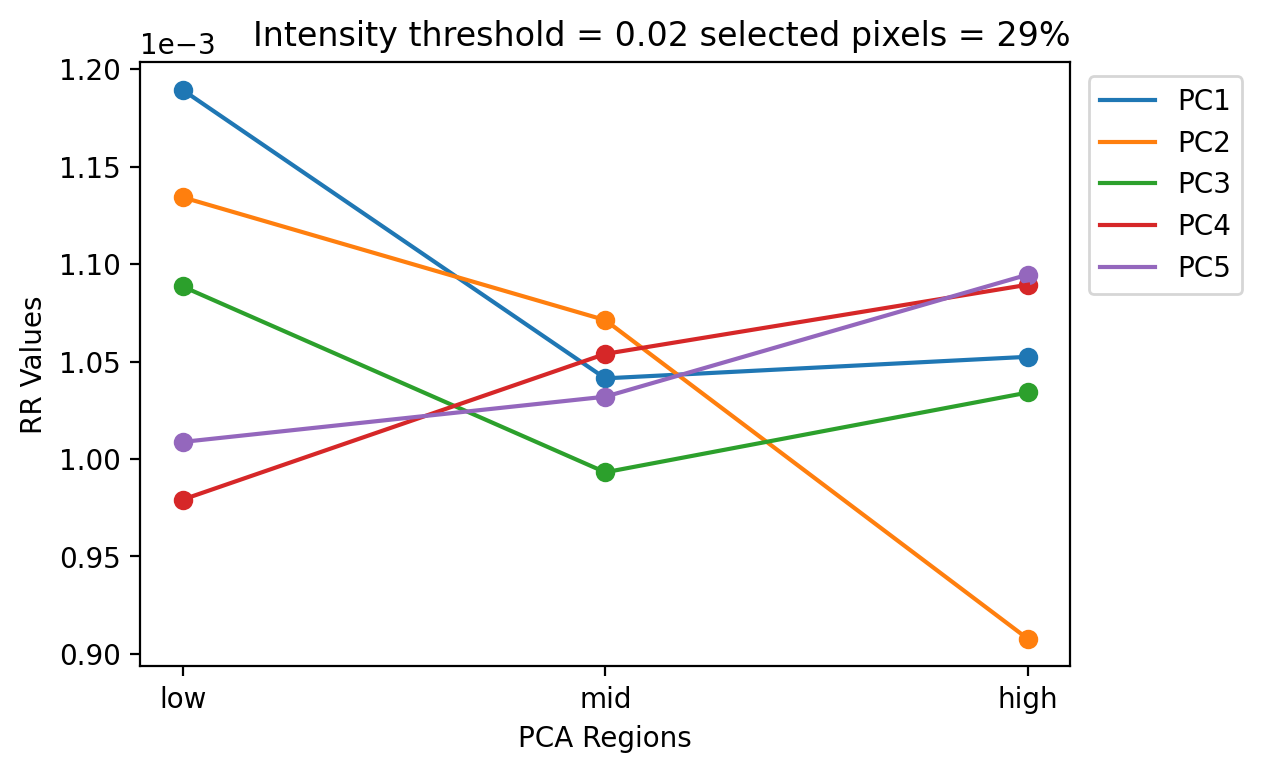 1e−3
Intensity threshold = 0.02 selected pixels = 29%
1.20
1.15
1.10
1.05
1.00
0.95
0.90
RR Values
low
mid
high
PCA Regions
PC1
PC2
PC3
PC4
PC5